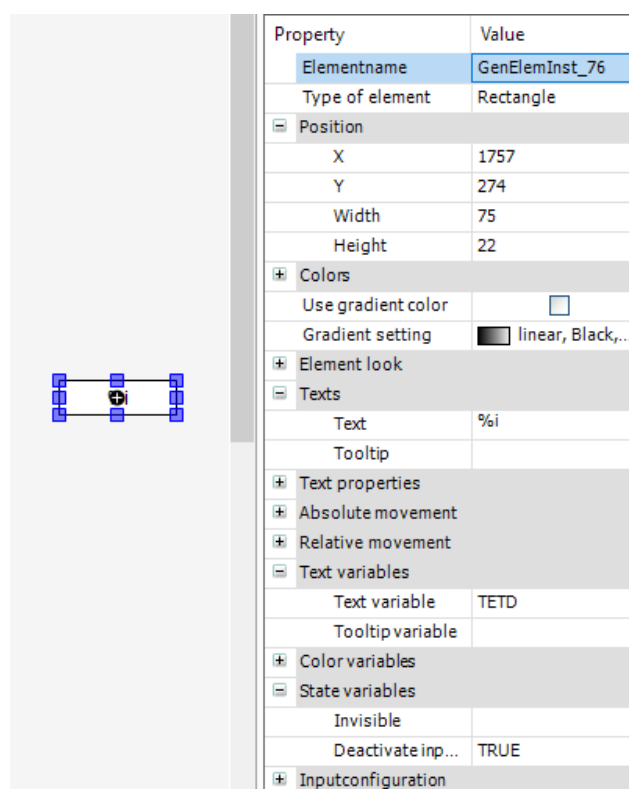 Property Value
Elementname GenElemInst_76
Type of element Rectangle
Position
X 1757
Y 274
Width 75
Height 22
Colors
Use gradient color
Gradient setting linear, Black,...
Element look
Texts
Text %i
Tooltip
Text properties
Absolute movement
Relative movement
Text variables
Text variable TETD
Tooltip variable
Color variables
State variables
Invisible
Deactivate inp... TRUE
Inputconfiguration